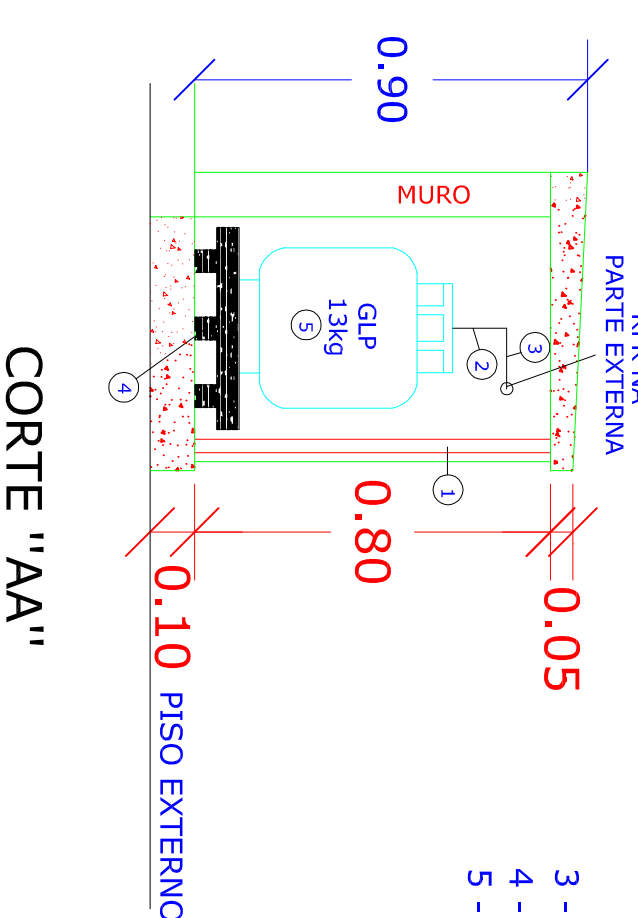 PARTE EXTERNA
0.90
MURO
3
2
GLP
13kg
5
4
1
0.05
0.80
0.10
PISO EXTERNO
3 -
4 -
5 -
CORTE "AA"